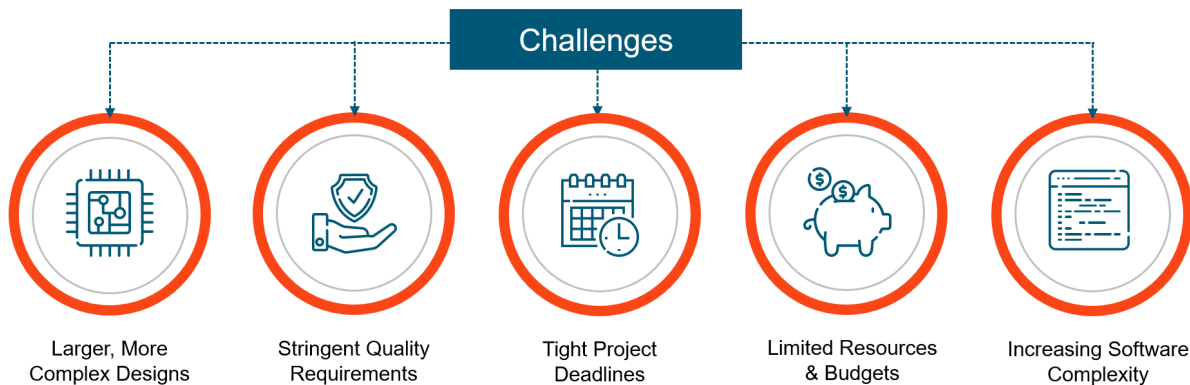 Challenges
Larger, More
Complex Designs
Stringent Quality
Requirements
Tight Project
Deadlines
Limited Resources
& Budgets
Increasing Software
Complexity
$
$